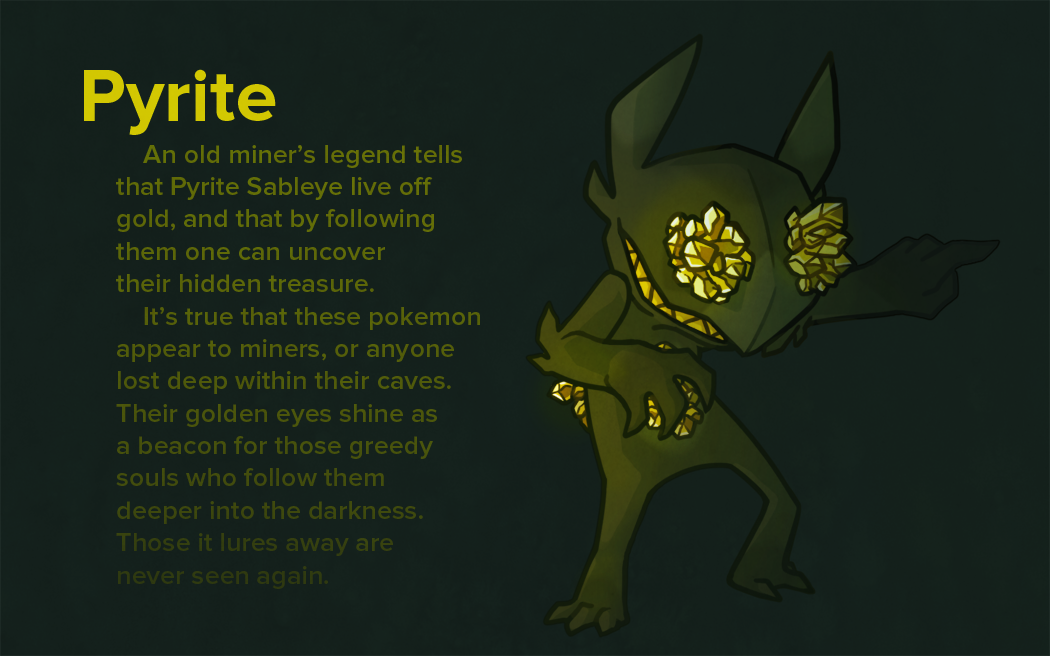 Pyrite
An old miner’s legend tells
that Pyrite Sableye live off
gold, and that by following
them one can uncover
their hidden treasure.
It’s true that these pokemon
appear to miners, or anyone
lost deep within their caves.
Their golden eyes shine as
a beacon for those greedy
souls who follow them
deeper into the darkness.
Those it lures away are
never seen again.